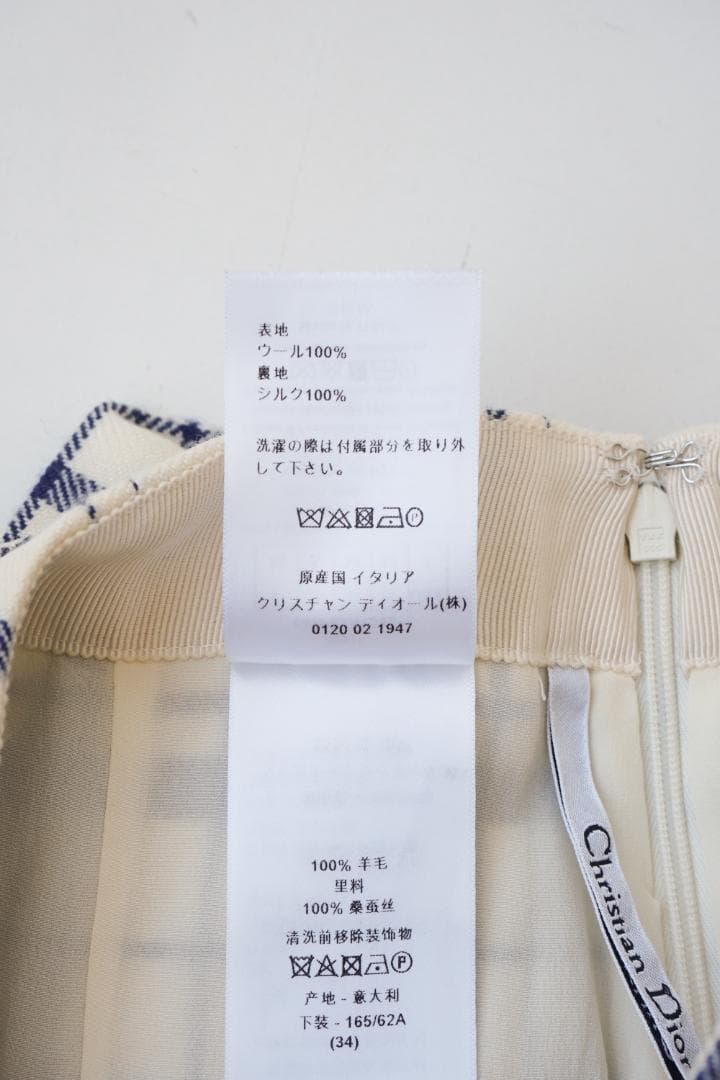 表地
ウール100%
裏地
シルク100%
洗濯の際は付属部分を取り外
して下さい。
P
原産国 イタリア
クリスチャン ディオール(株)
0120 02 1947
100% 羊毛
里料
100% 桑蚕丝
清洗前移除装饰物
P
产地 - 意大利
下装 - 165/62A
(34)
Christian Dior